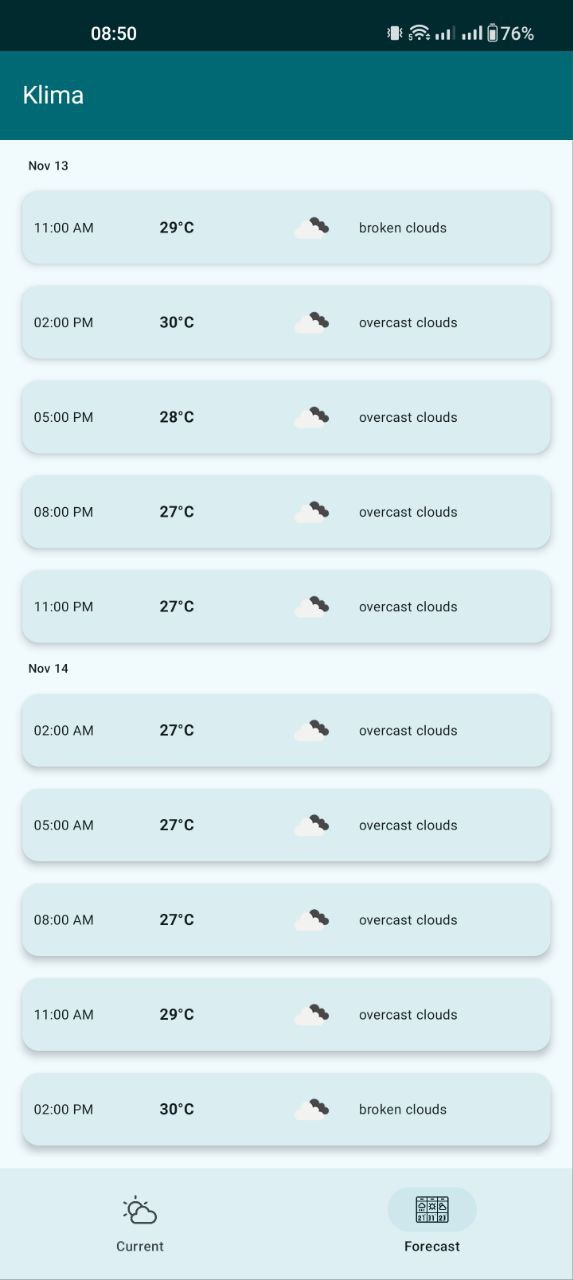 08:50 76%
Klima
Nov 13
11:00 AM 29°C broken clouds
02:00 PM 30°C overcast clouds
05:00 PM 28°C overcast clouds
08:00 PM 27°C overcast clouds
11:00 PM 27°C overcast clouds
Nov 14
02:00 AM 27°C overcast clouds
05:00 AM 27°C overcast clouds
08:00 AM 27°C overcast clouds
11:00 AM 29°C overcast clouds
02:00 PM 30°C broken clouds
Current Forecast